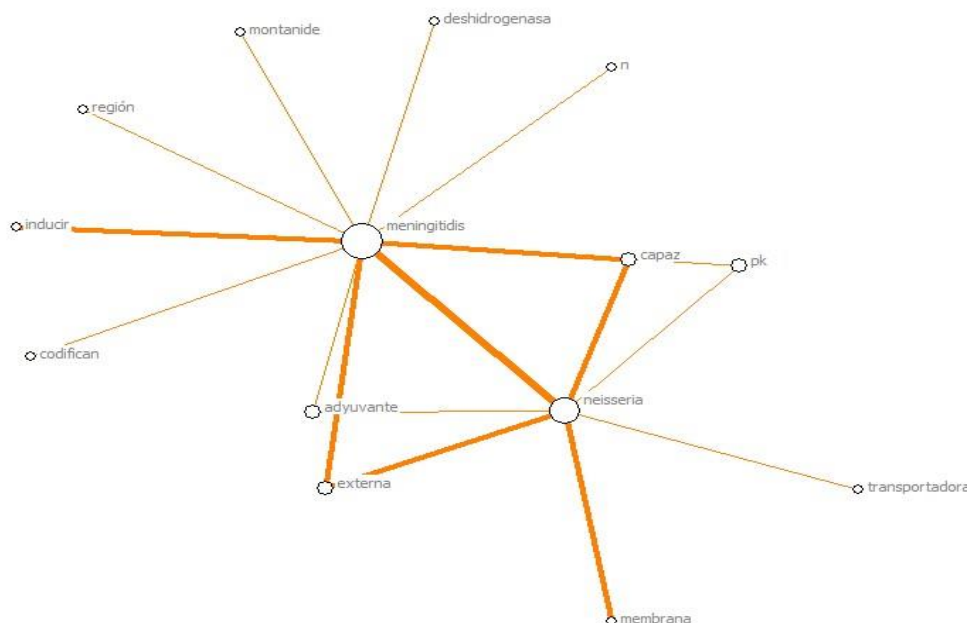 deshidrogenasa
montanide
n
región
inducir
meningitidis
capaz
pk
codifican
adyuvante
neisseria
externa
transportadora
membrana